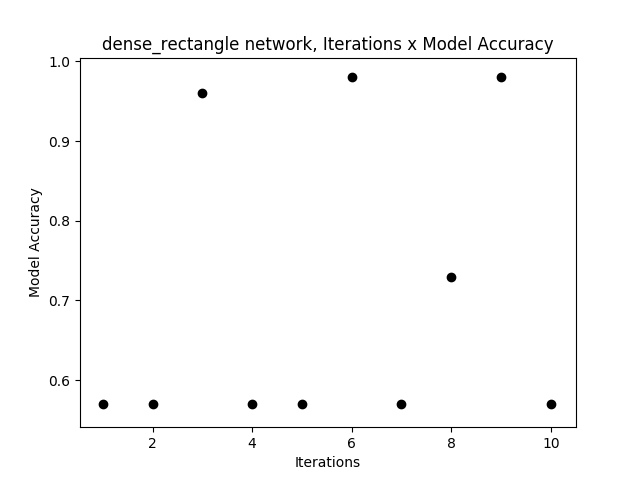 dense_rectangle network, Iterations x Model Accuracy
1.0
0.9
0.8
0.7
0.6
Model Accuracy
2 4 6 8 10
Iterations